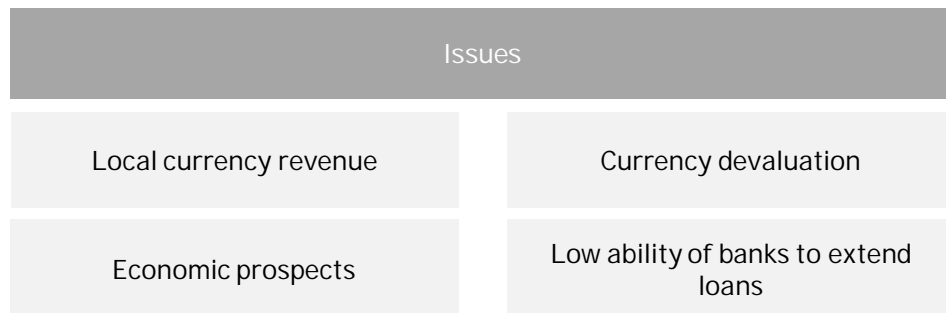 Issues
Local currency revenue
Currency devaluation
Economic prospects
Low ability of banks to extend
loans